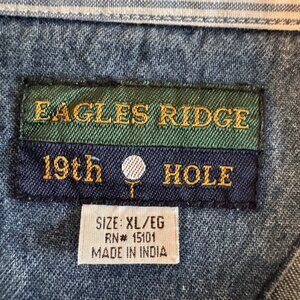 EAGLES RIDGE
19th HOLE
SIZE: XL/EG
RN# 15101
MADE IN INDIA